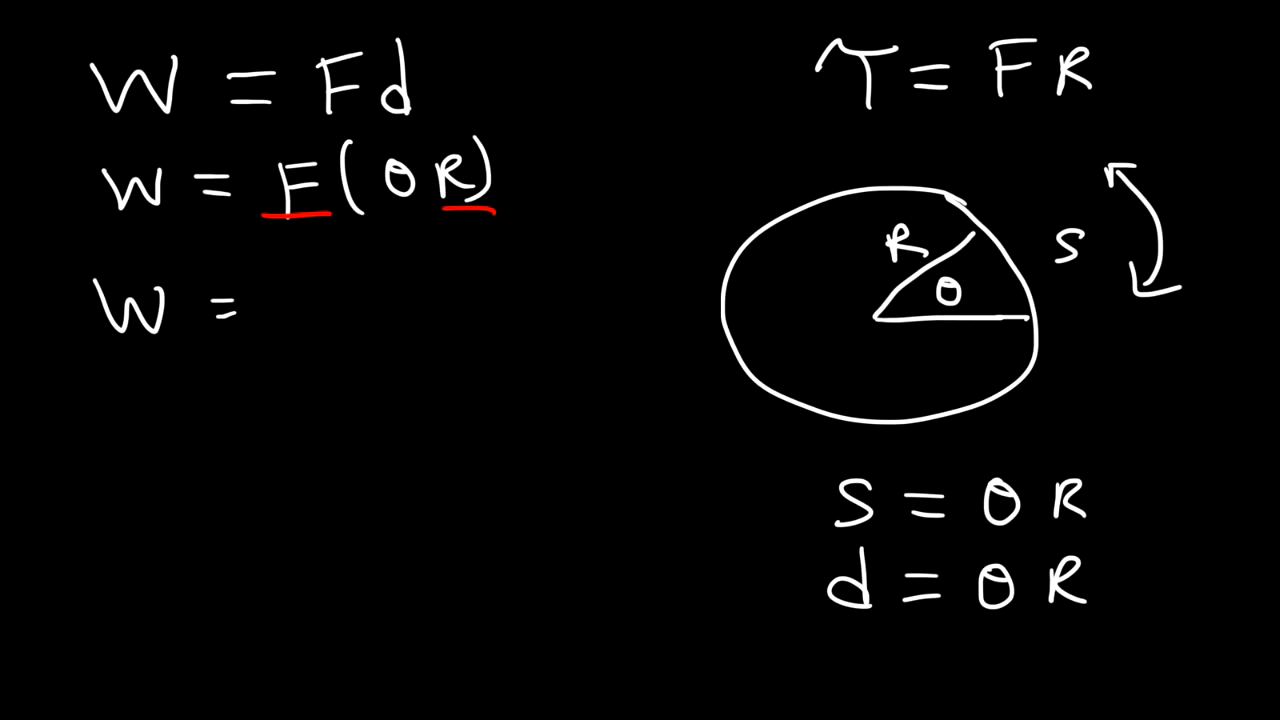 W = Fd
W = F(θR)
W =
τ = FR
R
θ
S
S = θR
d = θR